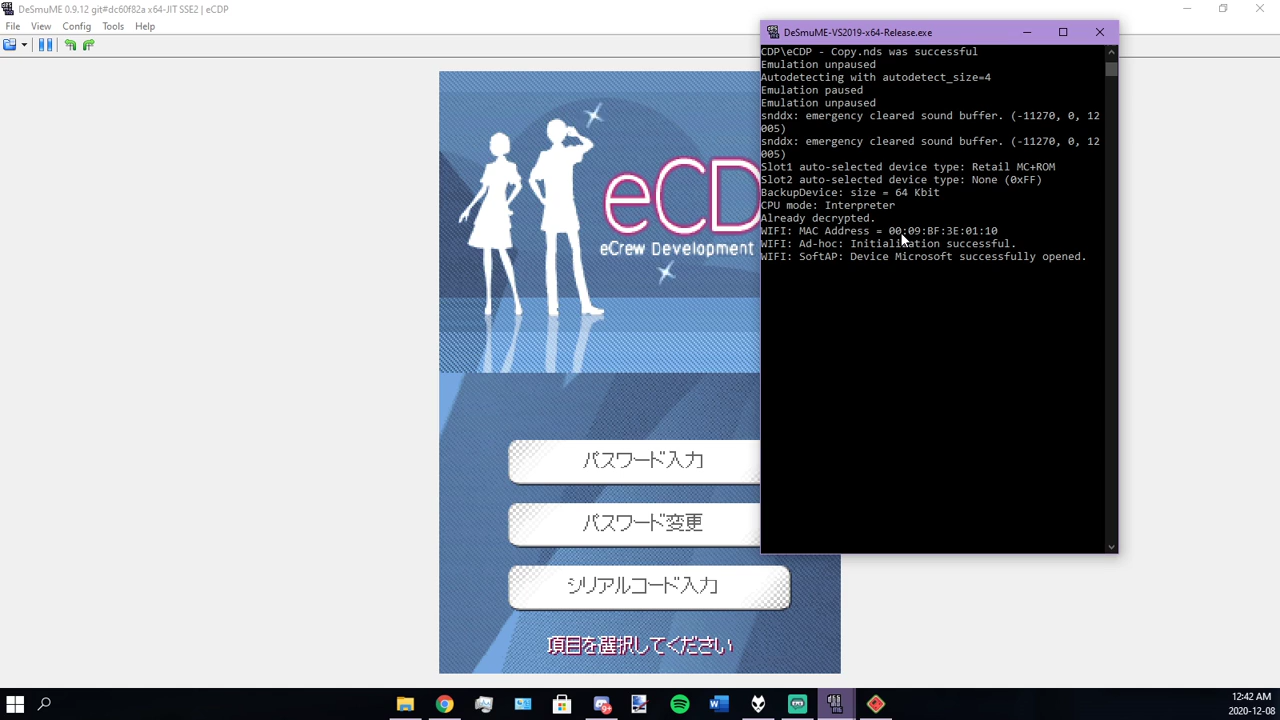 DeSmuME 0.9.12 git#dc60f82a x64-JIT SSE2 | eCDP
File View Config Tools Help
DeSmuME-VS2019-x64-Release.exe
CDP\eCDP - Copy.nds was successful
Emulation unpaused
Autodetecting with autodetect_size=4
Emulation paused
Emulation unpaused
snddx: emergency cleared sound buffer. (-11270, 0, 12
005)
snddx: emergency cleared sound buffer. (-11270, 0, 12
005)
Slot1 auto-selected device type: Retail MC+ROM
Slot2 auto-selected device type: None (0xFF)
BackupDevice: size = 64 Kbit
CPU mode: Interpreter
Already decrypted.
WIFI: MAC Address = 00:09:BF:3E:01:10
WIFI: Ad-hoc: Initialization successful.
WIFI: SoftAP: Device Microsoft successfully opened.
eCD
eCrew Development
パスワード入力
パスワード変更
シリアルコード入力
項目を選択してください
12:42 AM
2020-12-08